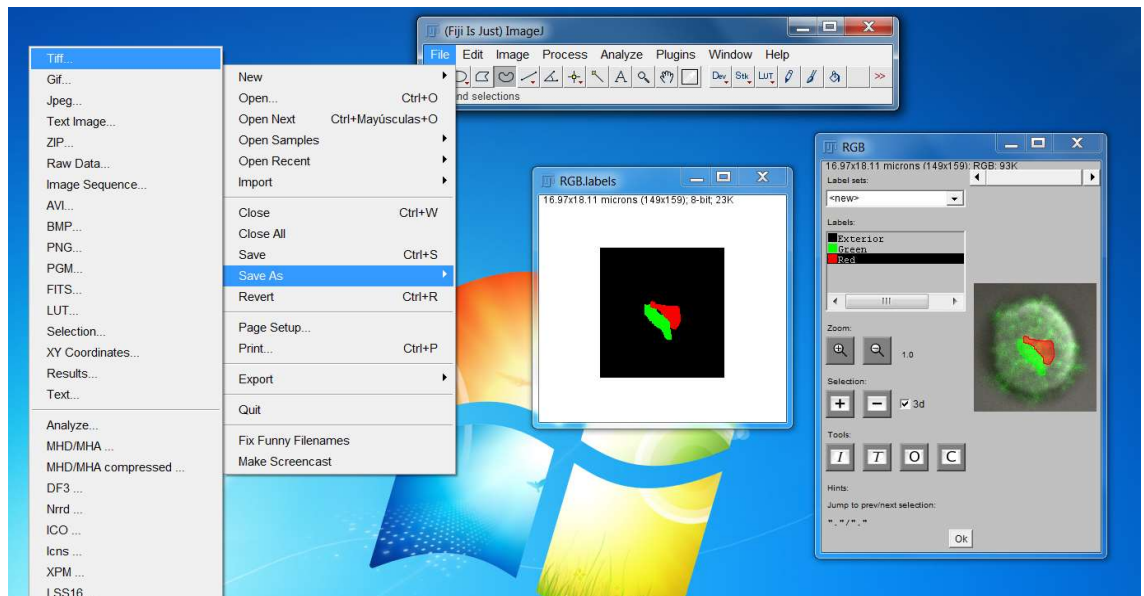 (Fiji Is Just) ImageJ
File Edit Image Process Analyze Plugins Window Help
A Dev Stk LUT >>
nd selections
Tiff...
Gif...
Jpeg...
Text Image...
ZIP...
Raw Data...
Image Sequence...
AVI...
BMP...
PNG...
PGM...
FITS...
LUT...
Selection...
XY Coordinates...
Results...
Text...
Analyze...
MHD/MHA ...
MHD/MHA compressed ...
DF3 ...
Nrrd ...
ICO ...
Icns ...
XPM ...
LSS16
New
Open... Ctrl+O
Open Next Ctrl+Mayúsculas+O
Open Samples
Open Recent
Import
Close Ctrl+W
Close All
Save Ctrl+S
Save As
Revert Ctrl+R
Page Setup...
Print... Ctrl+P
Export
Quit
Fix Funny Filenames
Make Screencast
RGB.labels
16.97x18.11 microns (149x159); 8-bit; 23K
RGB
16.97x18.11 microns (149x159); RGB; 93K
Label sets:
<new>
Labels:
Exterior
Green
Red
Zoom:
1.0
Selection:
+ − 3d
Tools:
I T O C
Hints:
Jump to prev/next selection:
","/"."
Ok